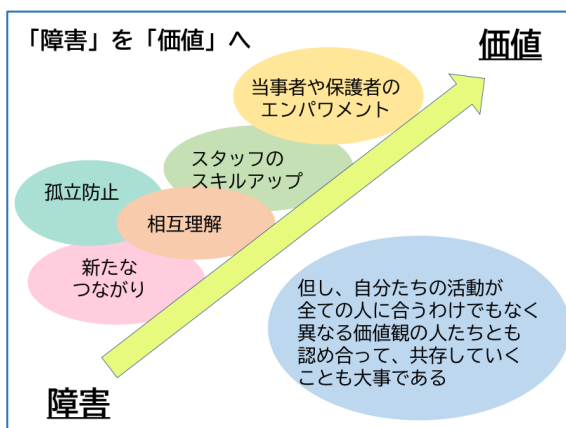 「障害」を「価値」へ
価値
当事者や保護者の
エンパワメント
スタッフの
スキルアップ
孤立防止
相互理解
新たな
つながり
但し、自分たちの活動が
全ての人に合うわけでもなく
異なる価値観の人たちとも
認め合って、共存していく
ことも大事である
障害